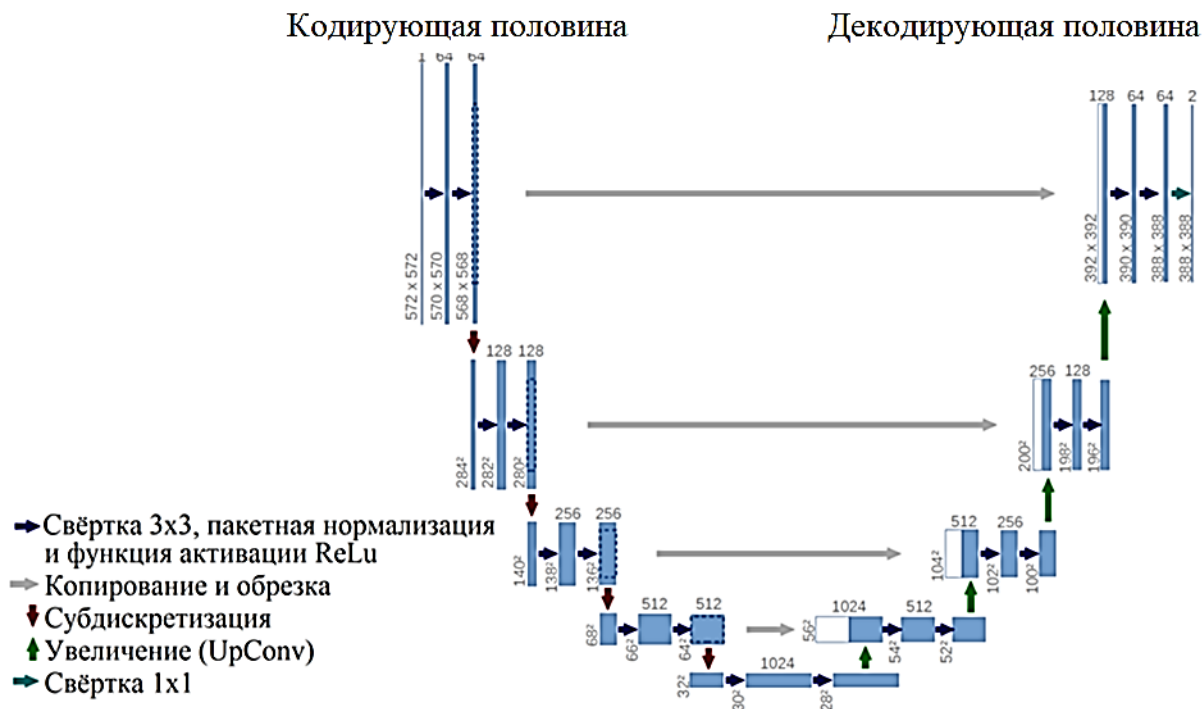 Кодирующая половина
Декодирующая половина
1 64 64
572 x 572
570 x 570
568 x 568
128 64 64 2
392 x 392
390 x 390
388 x 388
388 x 388
128 128
284²
282²
280²
256 128
200²
198²
196²
256 256
140²
138²
136²
512 256
104²
102²
100²
512 512
68²
66²
64²
1024 512
56²
54²
52²
1024
32²
30²
28²
Свёртка 3x3, пакетная нормализация
и функция активации ReLu
Копирование и обрезка
Субдискретизация
Увеличение (UpConv)
Свёртка 1x1